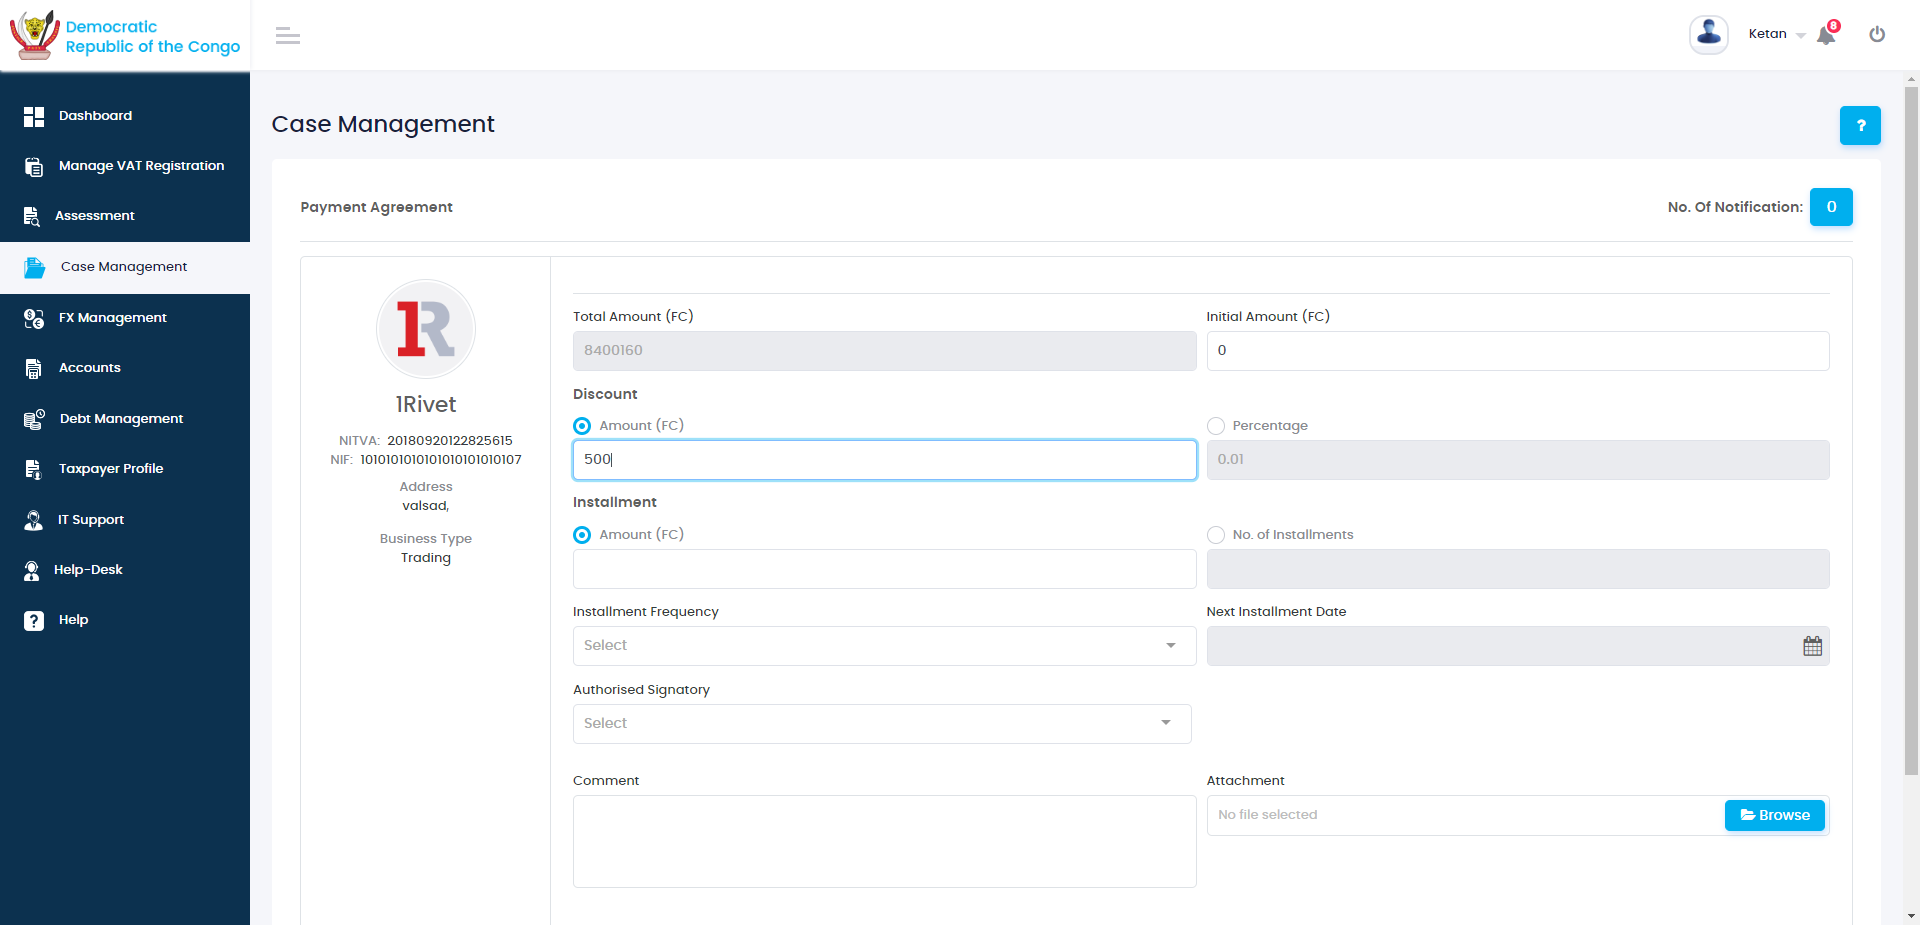 Democratic
Republic of the Congo
Ketan
8
Dashboard
Manage VAT Registration
Assessment
Case Management
FX Management
Accounts
Debt Management
Taxpayer Profile
IT Support
Help-Desk
Help
Case Management
?
Payment Agreement
No. Of Notification: 0
1R
1Rivet
NITVA: 20180920122825615
NIF: 1010101010101010101010107
Address
valsad,
Business Type
Trading
Total Amount (FC)
8400160
Initial Amount (FC)
0
Discount
Amount (FC)
500
Percentage
0.01
Installment
Amount (FC)
No. of Installments
Installment Frequency
Select
Next Installment Date
Authorised Signatory
Select
Comment
Attachment
No file selected
Browse